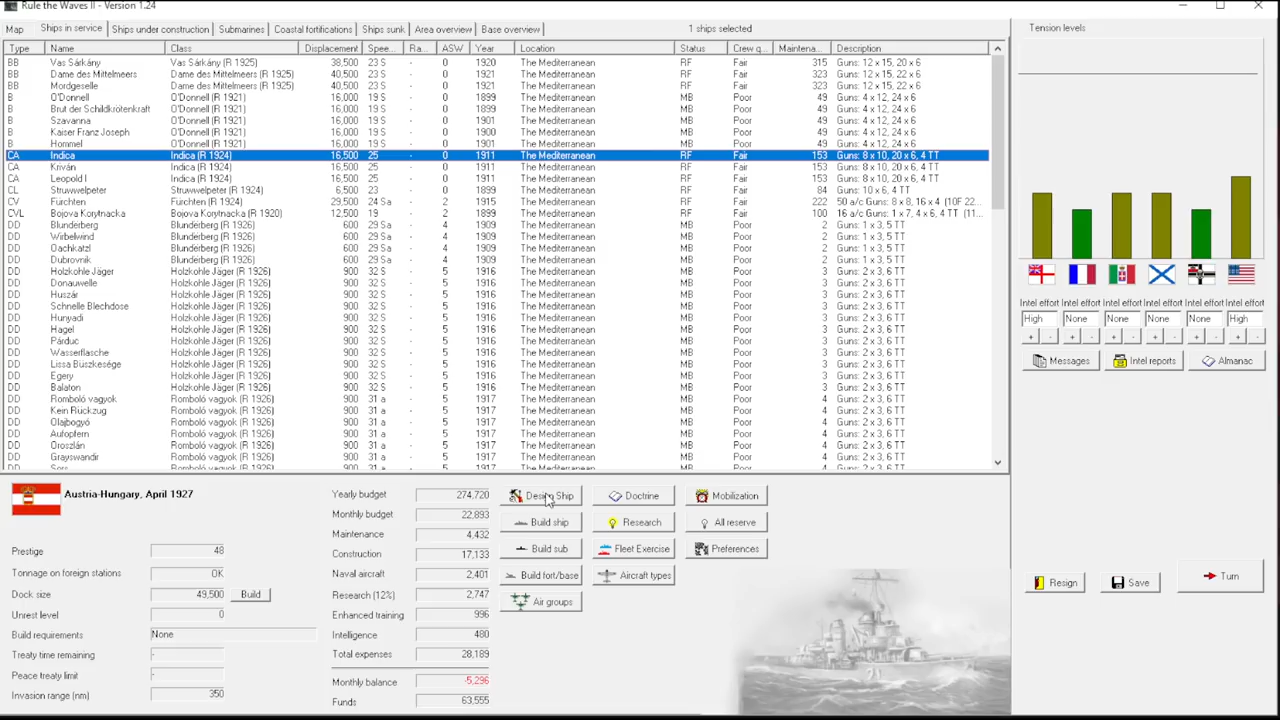 Rule the Waves II - Version 1.24
Map Ships in service Ships under construction Submarines Coastal fortifications Ships sunk Area overview Base overview 1 ships selected
Type Name Class Displacement Spee... Ra... ASW Year Location Status Crew q... Maintena... Description
BB Vas Sárkány Vas Sárkány (R 1925) 38,500 23 S - 0 1920 The Mediterranean RF Fair 315 Guns: 12 x 15, 20 x 6
BB Dame des Mittelmeers Dame des Mittelmeers (R 1925) 40,500 23 S - 0 1921 The Mediterranean RF Fair 323 Guns: 12 x 15, 22 x 6
BB Mordgeselle Dame des Mittelmeers (R 1925) 40,500 23 S - 0 1921 The Mediterranean RF Fair 323 Guns: 12 x 15, 22 x 6
B O'Donnell O'Donnell (R 1921) 16,000 19 S - 0 1899 The Mediterranean MB Poor 49 Guns: 4 x 12, 24 x 6
B Brut der Schildkrötenkraft O'Donnell (R 1921) 16,000 19 S - 0 1899 The Mediterranean MB Poor 49 Guns: 4 x 12, 24 x 6
B Szavanna O'Donnell (R 1921) 16,000 19 S - 0 1901 The Mediterranean MB Poor 49 Guns: 4 x 12, 24 x 6
B Kaiser Franz Joseph O'Donnell (R 1921) 16,000 19 S - 0 1900 The Mediterranean MB Poor 49 Guns: 4 x 12, 24 x 6
B Hommel O'Donnell (R 1921) 16,000 19 S - 0 1901 The Mediterranean MB Poor 49 Guns: 4 x 12, 24 x 6
CA Indica Indica (R 1924) 16,500 25 - 0 1911 The Mediterranean RF Fair 153 Guns: 8 x 10, 20 x 6, 4 TT
CA Kriván Indica (R 1924) 16,500 25 - 0 1911 The Mediterranean RF Fair 153 Guns: 8 x 10, 20 x 6, 4 TT
CA Leopold I Indica (R 1924) 16,500 25 - 0 1911 The Mediterranean RF Fair 153 Guns: 8 x 10, 20 x 6, 4 TT
CL Struwwelpeter Struwwelpeter (R 1924) 6,500 23 - 0 1899 The Mediterranean MB Poor 84 Guns: 10 x 6, 4 TT
CV Fürchten Fürchten (R 1924) 29,500 24 Sa - 2 1915 The Mediterranean RF Fair 222 50 a/c Guns: 8 x 8, 16 x 4 (10F 22...
CVL Bojova Korytnacka Bojova Korytnacka (R 1920) 12,500 19 - 2 1899 The Mediterranean RF Fair 100 16 a/c Guns: 1 x 7, 4 x 6, 4 TT (11...
DD Blunderberg Blunderberg (R 1926) 600 29 Sa - 4 1909 The Mediterranean MB Poor 2 Guns: 1 x 3, 5 TT
DD Wirbelwind Blunderberg (R 1926) 600 29 Sa - 4 1909 The Mediterranean MB Poor 2 Guns: 1 x 3, 5 TT
DD Oachkatzl Blunderberg (R 1926) 600 29 Sa - 4 1909 The Mediterranean MB Poor 2 Guns: 1 x 3, 5 TT
DD Dubrovnik Blunderberg (R 1926) 600 29 Sa - 4 1909 The Mediterranean MB Poor 2 Guns: 1 x 3, 5 TT
DD Holzkohle Jäger Holzkohle Jäger (R 1926) 900 32 S - 5 1916 The Mediterranean MB Poor 3 Guns: 2 x 3, 6 TT
DD Donauwelle Holzkohle Jäger (R 1926) 900 32 S - 5 1916 The Mediterranean MB Poor 3 Guns: 2 x 3, 6 TT
DD Huszár Holzkohle Jäger (R 1926) 900 32 S - 5 1916 The Mediterranean MB Poor 3 Guns: 2 x 3, 6 TT
DD Schnelle Blechdose Holzkohle Jäger (R 1926) 900 32 S - 5 1916 The Mediterranean MB Poor 3 Guns: 2 x 3, 6 TT
DD Hunyadi Holzkohle Jäger (R 1926) 900 32 S - 5 1916 The Mediterranean MB Poor 3 Guns: 2 x 3, 6 TT
DD Hagel Holzkohle Jäger (R 1926) 900 32 S - 5 1916 The Mediterranean MB Poor 3 Guns: 2 x 3, 6 TT
DD Párduc Holzkohle Jäger (R 1926) 900 32 S - 5 1916 The Mediterranean MB Poor 3 Guns: 2 x 3, 6 TT
DD Wasserflasche Holzkohle Jäger (R 1926) 900 32 S - 5 1916 The Mediterranean MB Poor 3 Guns: 2 x 3, 6 TT
DD Lissa Büszkesége Holzkohle Jäger (R 1926) 900 32 S - 5 1916 The Mediterranean MB Poor 3 Guns: 2 x 3, 6 TT
DD Egery Holzkohle Jäger (R 1926) 900 32 S - 5 1916 The Mediterranean MB Poor 3 Guns: 2 x 3, 6 TT
DD Balaton Holzkohle Jäger (R 1926) 900 32 S - 5 1916 The Mediterranean MB Poor 3 Guns: 2 x 3, 6 TT
DD Romboló vagyok Romboló vagyok (R 1926) 900 31 a - 5 1917 The Mediterranean MB Poor 4 Guns: 2 x 3, 6 TT
DD Kein Rückzug Romboló vagyok (R 1926) 900 31 a - 5 1917 The Mediterranean MB Poor 4 Guns: 2 x 3, 6 TT
DD Olajbogyó Romboló vagyok (R 1926) 900 31 a - 5 1917 The Mediterranean MB Poor 4 Guns: 2 x 3, 6 TT
DD Autopfern Romboló vagyok (R 1926) 900 31 a - 5 1917 The Mediterranean MB Poor 4 Guns: 2 x 3, 6 TT
DD Oroszlán Romboló vagyok (R 1926) 900 31 a - 5 1917 The Mediterranean MB Poor 4 Guns: 2 x 3, 6 TT
DD Grayswandir Romboló vagyok (R 1926) 900 31 a - 5 1917 The Mediterranean MB Poor 4 Guns: 2 x 3, 6 TT
Tension levels
Intel effort Intel effort Intel effort Intel effort Intel effort Intel effort
High None None None None High
+ - + - + - + - + - + -
Messages Intel reports Almanac
Austria-Hungary, April 1927
Prestige 48
Tonnage on foreign stations OK
Dock size 49,500 Build
Unrest level 0
Build requirements None
Treaty time remaining -
Peace treaty limit -
Invasion range (nm) 350
Yearly budget 274,720
Monthly budget 22,893
Maintenance 4,432
Construction 17,133
Naval aircraft 2,401
Research (12%) 2,747
Enhanced training 996
Intelligence 480
Total expenses 28,189
Monthly balance -5,296
Funds 63,555
Design Ship Doctrine Mobilization
Build ship Research All reserve
Build sub Fleet Exercise Preferences
Build fort/base Aircraft types
Air groups
Resign Save Turn